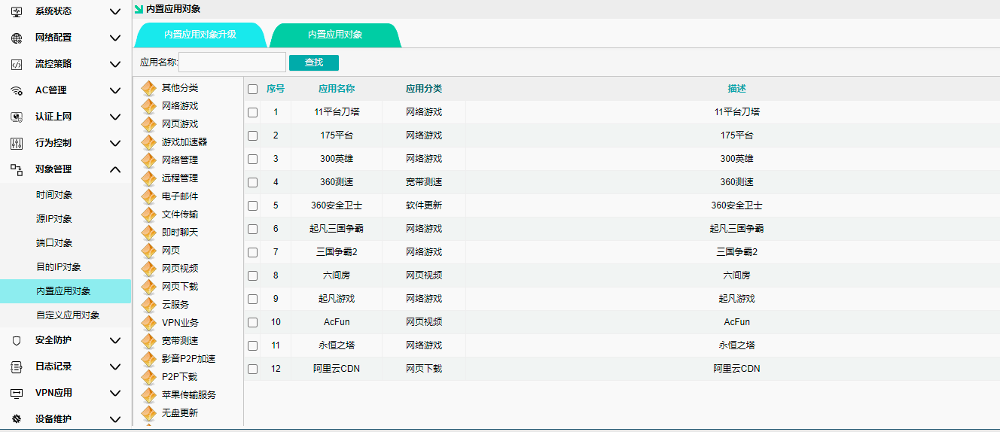 系统状态
网络配置
流控策略
AC管理
认证上网
行为控制
对象管理
时间对象
源IP对象
端口对象
目的IP对象
内置应用对象
自定义应用对象
安全防护
日志记录
VPN应用
设备维护
内置应用对象
内置应用对象升级 内置应用对象
应用名称: 查找
其他分类
网络游戏
网页游戏
游戏加速器
网络管理
远程管理
电子邮件
文件传输
即时聊天
网页
网页视频
网页下载
云服务
VPN业务
宽带测速
影音P2P加速
P2P下载
苹果传输服务
无盘更新
序号 应用名称 应用分类 描述
1 11平台刀塔 网络游戏 11平台刀塔
2 175平台 网络游戏 175平台
3 300英雄 网络游戏 300英雄
4 360测速 宽带测速 360测速
5 360安全卫士 软件更新 360安全卫士
6 起凡三国争霸 网络游戏 起凡三国争霸
7 三国争霸2 网络游戏 三国争霸2
8 六间房 网页视频 六间房
9 起凡游戏 网络游戏 起凡游戏
10 AcFun 网页视频 AcFun
11 永恒之塔 网络游戏 永恒之塔
12 阿里云CDN 网页下载 阿里云CDN